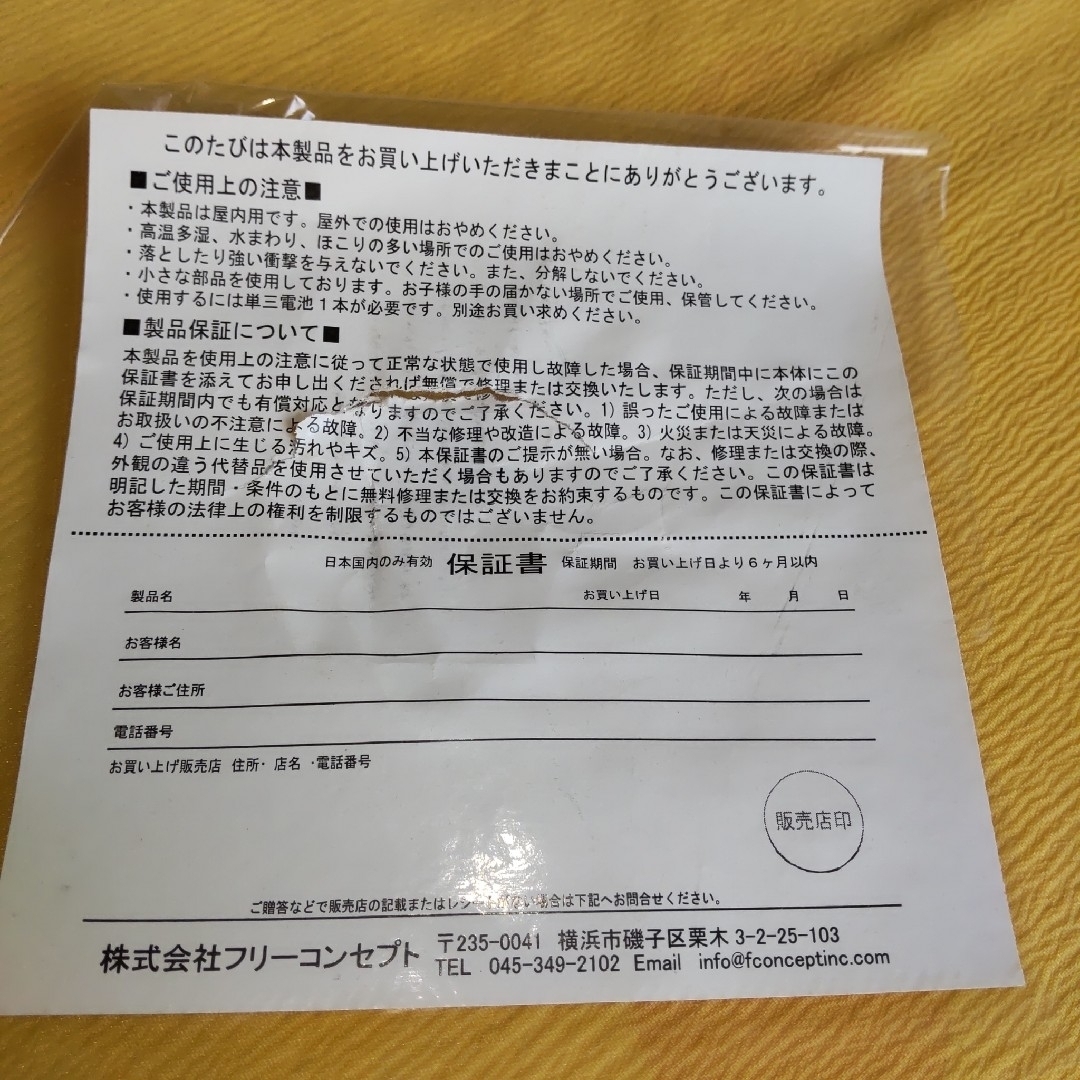 このたびは本製品をお買い上げいただきまことにありがとうございます。
■ご使用上の注意■
・本製品は屋内用です。屋外での使用はおやめください。
・高温多湿、水まわり、ほこりの多い場所でのご使用はおやめください。
・落としたり強い衝撃を与えないでください。また、分解しないでください。
・小さな部品を使用しております。お子様の手の届かない場所でご使用、保管してください。
・使用するには単三電池1本が必要です。別途お買い求めください。
■製品保証について■
本製品を使用上の注意に従って正常な状態で使用し故障した場合、保証期間中に本体にこの
保証書を添えてお申し出くだされば無償で修理または交換いたします。ただし、次の場合は
保証期間内でも有償対応となりますのでご了承ください。1) 誤ったご使用による故障または
お取扱いの不注意による故障。2) 不当な修理や改造による故障。3) 火災または天災による故障。
4) ご使用上に生じる汚れやキズ。5) 本保証書のご提示が無い場合。なお、修理または交換の際、
外観の違う代替品を使用させていただく場合もありますのでご了承ください。この保証書は
明記した期間・条件のもとに無料修理または交換をお約束するものです。この保証書によって
お客様の法律上の権利を制限するものではございません。
日本国内のみ有効 保証書 保証期間 お買い上げ日より6ヶ月以内
製品名 お買い上げ日 年 月 日
お客様名
お客様ご住所
電話番号
お買い上げ販売店 住所・店名・電話番号
販売店印
ご贈答などで販売店の記載またはレシートがない場合は下記へお問合せください。
株式会社フリーコンセプト 〒235-0041 横浜市磯子区栗木 3-2-25-103
TEL 045-349-2102 Email info@fconceptinc.com